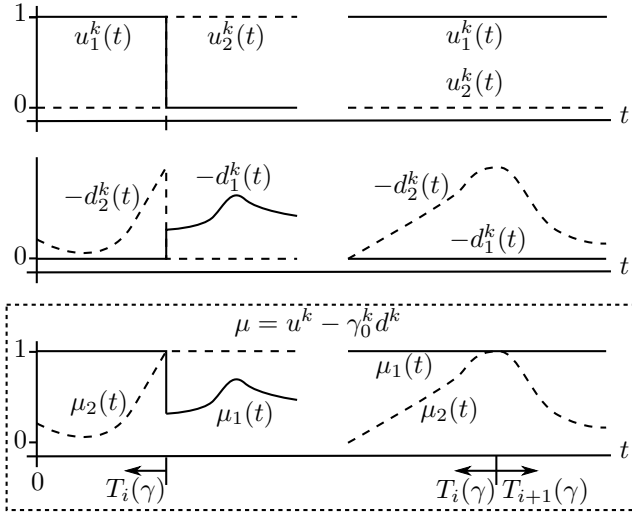 1
u_1^k(t)
u_2^k(t)
u_1^k(t)
u_2^k(t)
0
t
-d_2^k(t)
-d_1^k(t)
-d_2^k(t)
-d_1^k(t)
0
t
μ = u^k − γ_0^k d^k
1
μ_1(t)
μ_2(t)
μ_1(t)
μ_2(t)
0
t
0
T_i(γ)
T_i(γ)
T_{i+1}(γ)